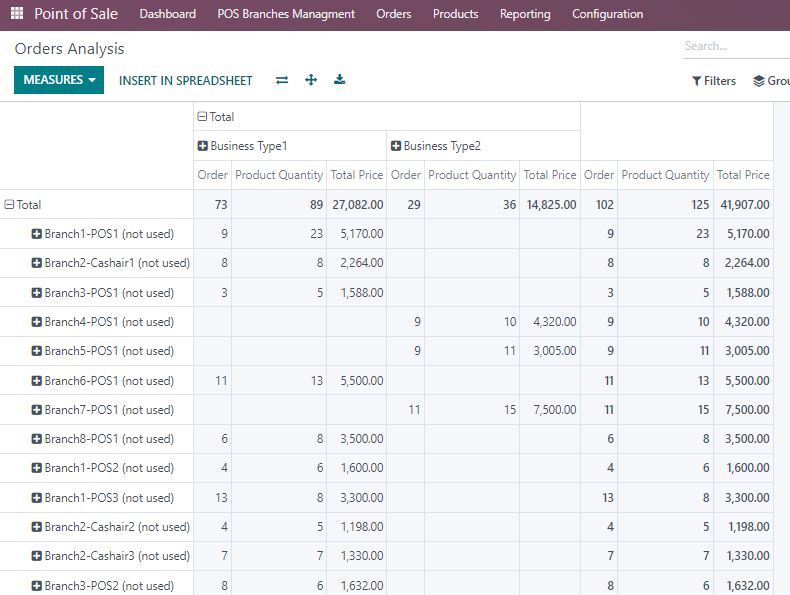 Point of Sale Dashboard POS Branches Managment Orders Products Reporting Configuration
Orders Analysis Search...
MEASURES INSERT IN SPREADSHEET Filters Grou
Total
Business Type1 Business Type2
Order Product Quantity Total Price Order Product Quantity Total Price Order Product Quantity Total Price
Total 73 89 27,082.00 29 36 14,825.00 102 125 41,907.00
Branch1-POS1 (not used) 9 23 5,170.00 9 23 5,170.00
Branch2-Cashair1 (not used) 8 8 2,264.00 8 8 2,264.00
Branch3-POS1 (not used) 3 5 1,588.00 3 5 1,588.00
Branch4-POS1 (not used) 9 10 4,320.00 9 10 4,320.00
Branch5-POS1 (not used) 9 11 3,005.00 9 11 3,005.00
Branch6-POS1 (not used) 11 13 5,500.00 11 13 5,500.00
Branch7-POS1 (not used) 11 15 7,500.00 11 15 7,500.00
Branch8-POS1 (not used) 6 8 3,500.00 6 8 3,500.00
Branch1-POS2 (not used) 4 6 1,600.00 4 6 1,600.00
Branch1-POS3 (not used) 13 8 3,300.00 13 8 3,300.00
Branch2-Cashair2 (not used) 4 5 1,198.00 4 5 1,198.00
Branch2-Cashair3 (not used) 7 7 1,330.00 7 7 1,330.00
Branch3-POS2 (not used) 8 6 1,632.00 8 6 1,632.00